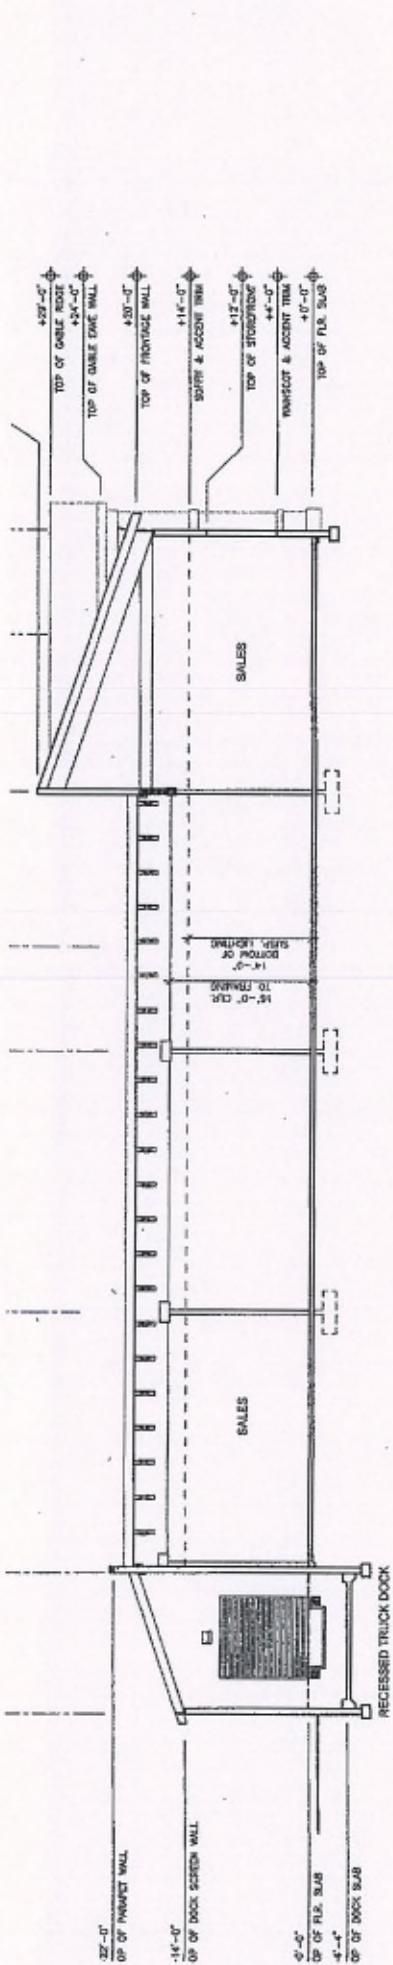 +29'-0"
TOP OF GABLE RIDGE
+24'-0"
TOP OF GABLE EAVE WALL
+20'-0"
TOP OF FRONTAGE WALL
+14'-0"
SOFFIT & ACCENT TRIM
+12'-0"
TOP OF STOREFRONT
+4'-0"
WAINSCOT & ACCENT TRIM
+0'-0"
TOP OF FLR. SLAB
SALES
14'-0"
BOTTOM OF
SUSP. LIGHTING
16'-0" CLR.
TO FRAMING
SALES
RECESSED TRUCK DOCK
22'-0"
OP OF PARAPET WALL
14'-0"
OP OF DOCK SCREEN WALL
0'-0"
OP OF FLR. SLAB
4'-4"
OP OF DOCK SLAB